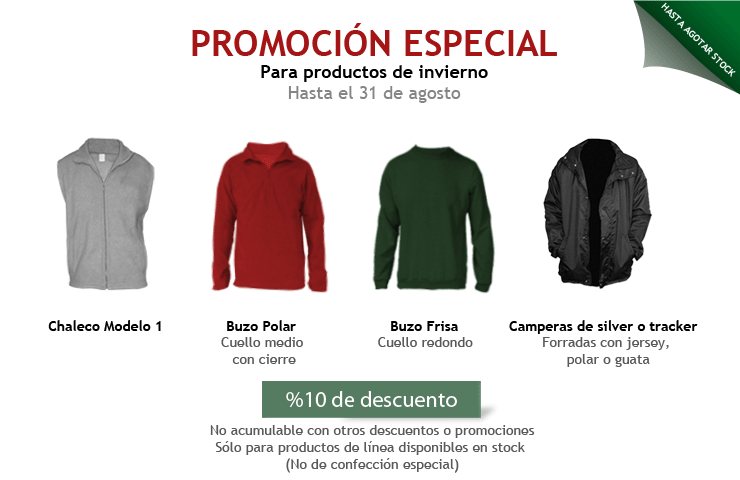 HASTA AGOTAR STOCK
PROMOCIÓN ESPECIAL
Para productos de invierno
Hasta el 31 de agosto
Chaleco Modelo 1
Buzo Polar
Cuello medio
con cierre
Buzo Frisa
Cuello redondo
Camperas de silver o tracker
Forradas con jersey,
polar o guata
%10 de descuento
No acumulable con otros descuentos o promociones
Sólo para productos de línea disponibles en stock
(No de confección especial)